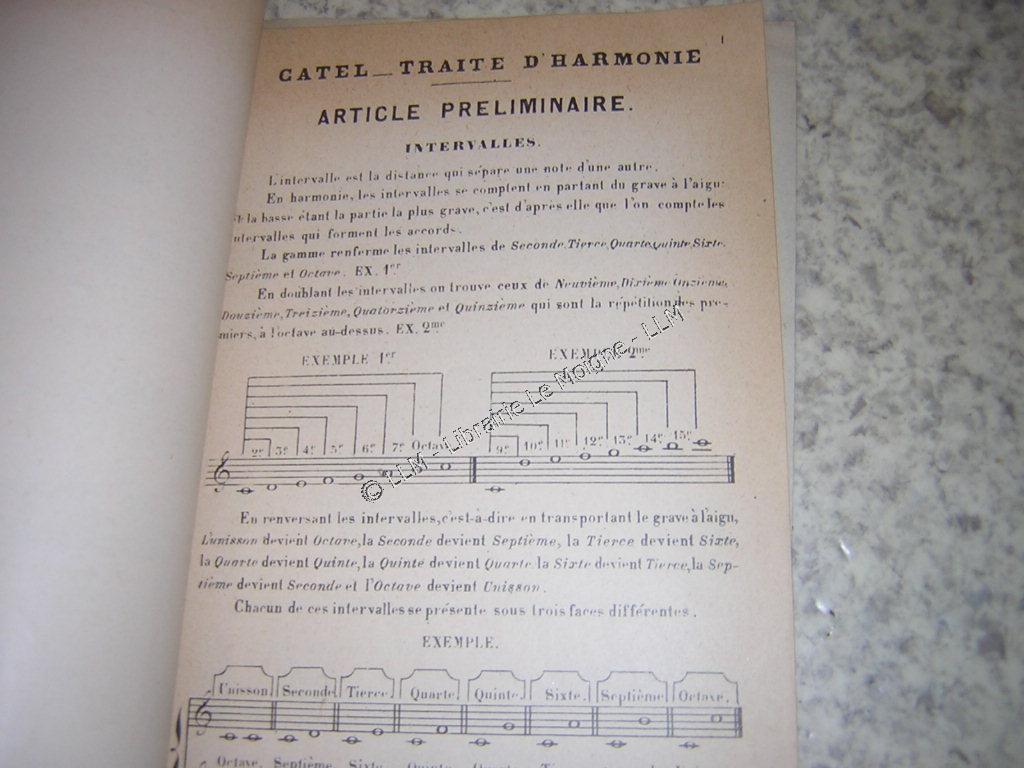 1
CATEL_TRAITE D'HARMONIE
ARTICLE PRELIMINAIRE.
INTERVALLES.
L'intervalle est la distance qui sépare une note d'une autre.
En harmonie, les intervalles se comptent en partant du grave à l'aigu:
la basse étant la partie la plus grave, c'est d'après elle que l'on compte les
intervalles qui forment les accords.
La gamme renferme les intervalles de Seconde, Tierce, Quarte, Quinte, Sixte,
Septième et Octave. EX. 1er
En doublant les intervalles on trouve ceux de Neuvième, Dixième, Onzième,
Douzième, Treizième, Quatorzième et Quinzième qui sont la répétition des pre-
miers, à l'octave au-dessus. EX. 2me
EXEMPLE 1er EXEMPLE 2me
2e 3e 4e 5e 6e 7e Octave 9e 10e 11e 12e 13e 14e 15e
© LLM - Librairie Le Moigne - LLM
En renversant les intervalles, c'est-à-dire en transportant le grave à l'aigu,
L'unisson devient Octave, la Seconde devient Septième, la Tierce devient Sixte,
la Quarte devient Quinte, la Quinte devient Quarte la Sixte devient Tierce, la Sep-
tième devient Seconde et l'Octave devient Unisson.
Chacun de ces intervalles se présente sous trois faces différentes.
EXEMPLE.
Unisson Seconde Tierce Quarte Quinte Sixte. Septième Octave.
Octave. Septième Sixte Quinte Quarte